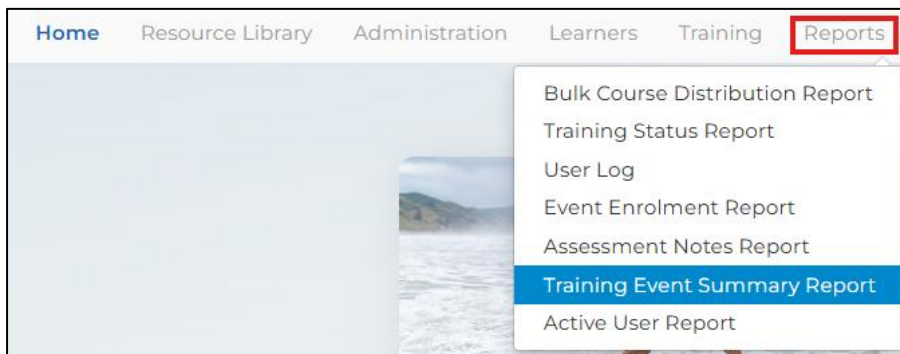 Home Resource Library Administration Learners Training Reports
Bulk Course Distribution Report
Training Status Report
User Log
Event Enrolment Report
Assessment Notes Report
Training Event Summary Report
Active User Report